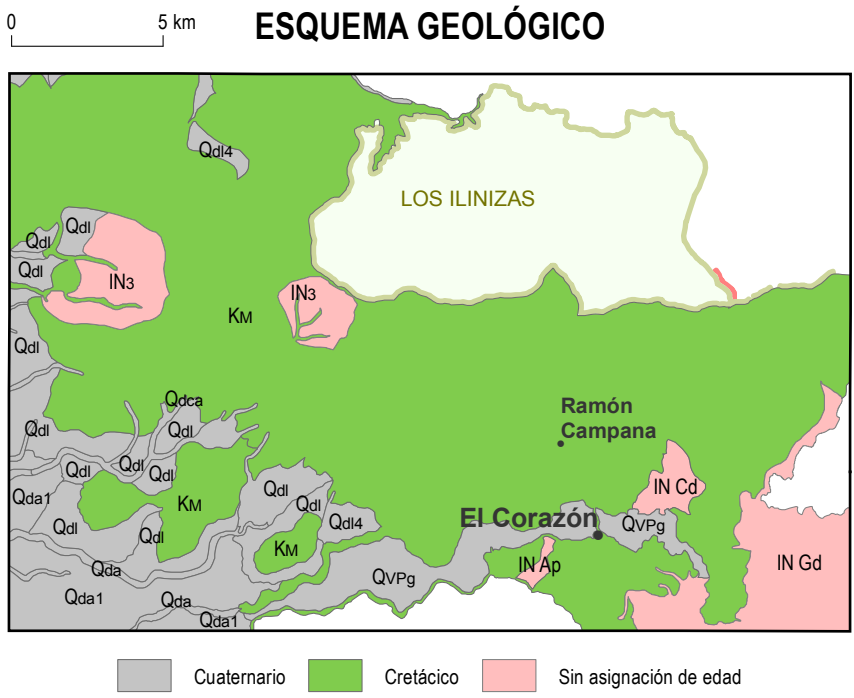 0 5 km
ESQUEMA GEOLÓGICO
Qdl4
LOS ILINIZAS
Qdl
Qdl
Qdl
IN3
IN3
KM
Qdl
Qdca
Ramón
Campana
Qdl
Qdl
Qdl
Qdl
Qdl
IN Cd
Qda1
KM
Qdl
Qdl
Qdl4
El Corazón
QVPg
Qdl
Qdl
KM
IN Ap
IN Gd
Qda
QVPg
Qda1
Qda
Qda1
Cuaternario
Cretácico
Sin asignación de edad